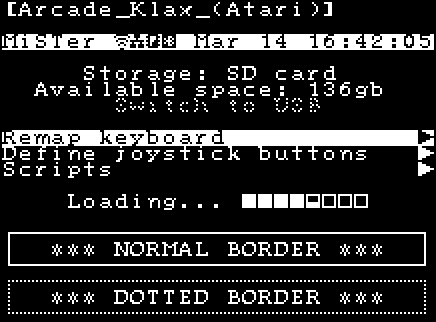 [Arcade_Klax_(Atari)]
MiSTer Mar 14 16:42:05
Storage: SD card
Available space: 136gb
Switch to USB
Remap keyboard
Define joystick buttons
Scripts
Loading...
*** NORMAL BORDER ***
*** DOTTED BORDER ***